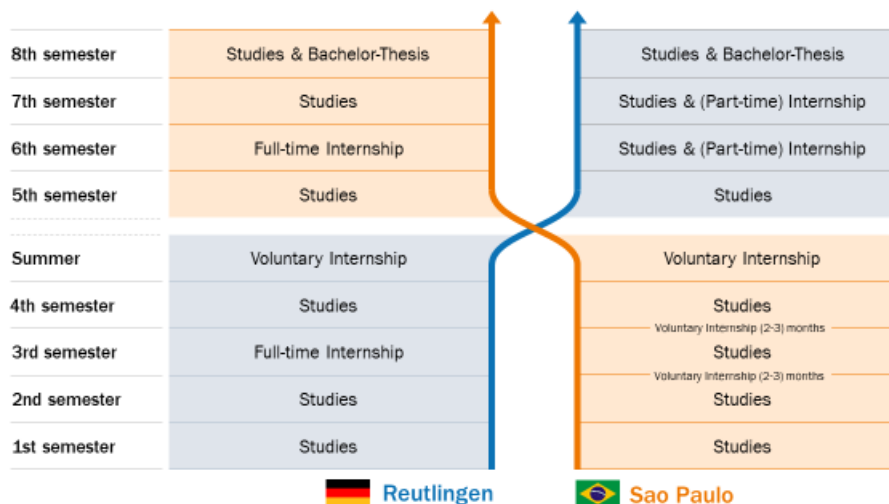 8th semester Studies & Bachelor-Thesis Studies & Bachelor-Thesis
7th semester Studies Studies & (Part-time) Internship
6th semester Full-time Internship Studies & (Part-time) Internship
5th semester Studies Studies
Summer Voluntary Internship Voluntary Internship
4th semester Studies Studies
Voluntary Internship (2-3) months
3rd semester Full-time Internship Studies
Voluntary Internship (2-3) months
2nd semester Studies Studies
1st semester Studies Studies
Reutlingen Sao Paulo